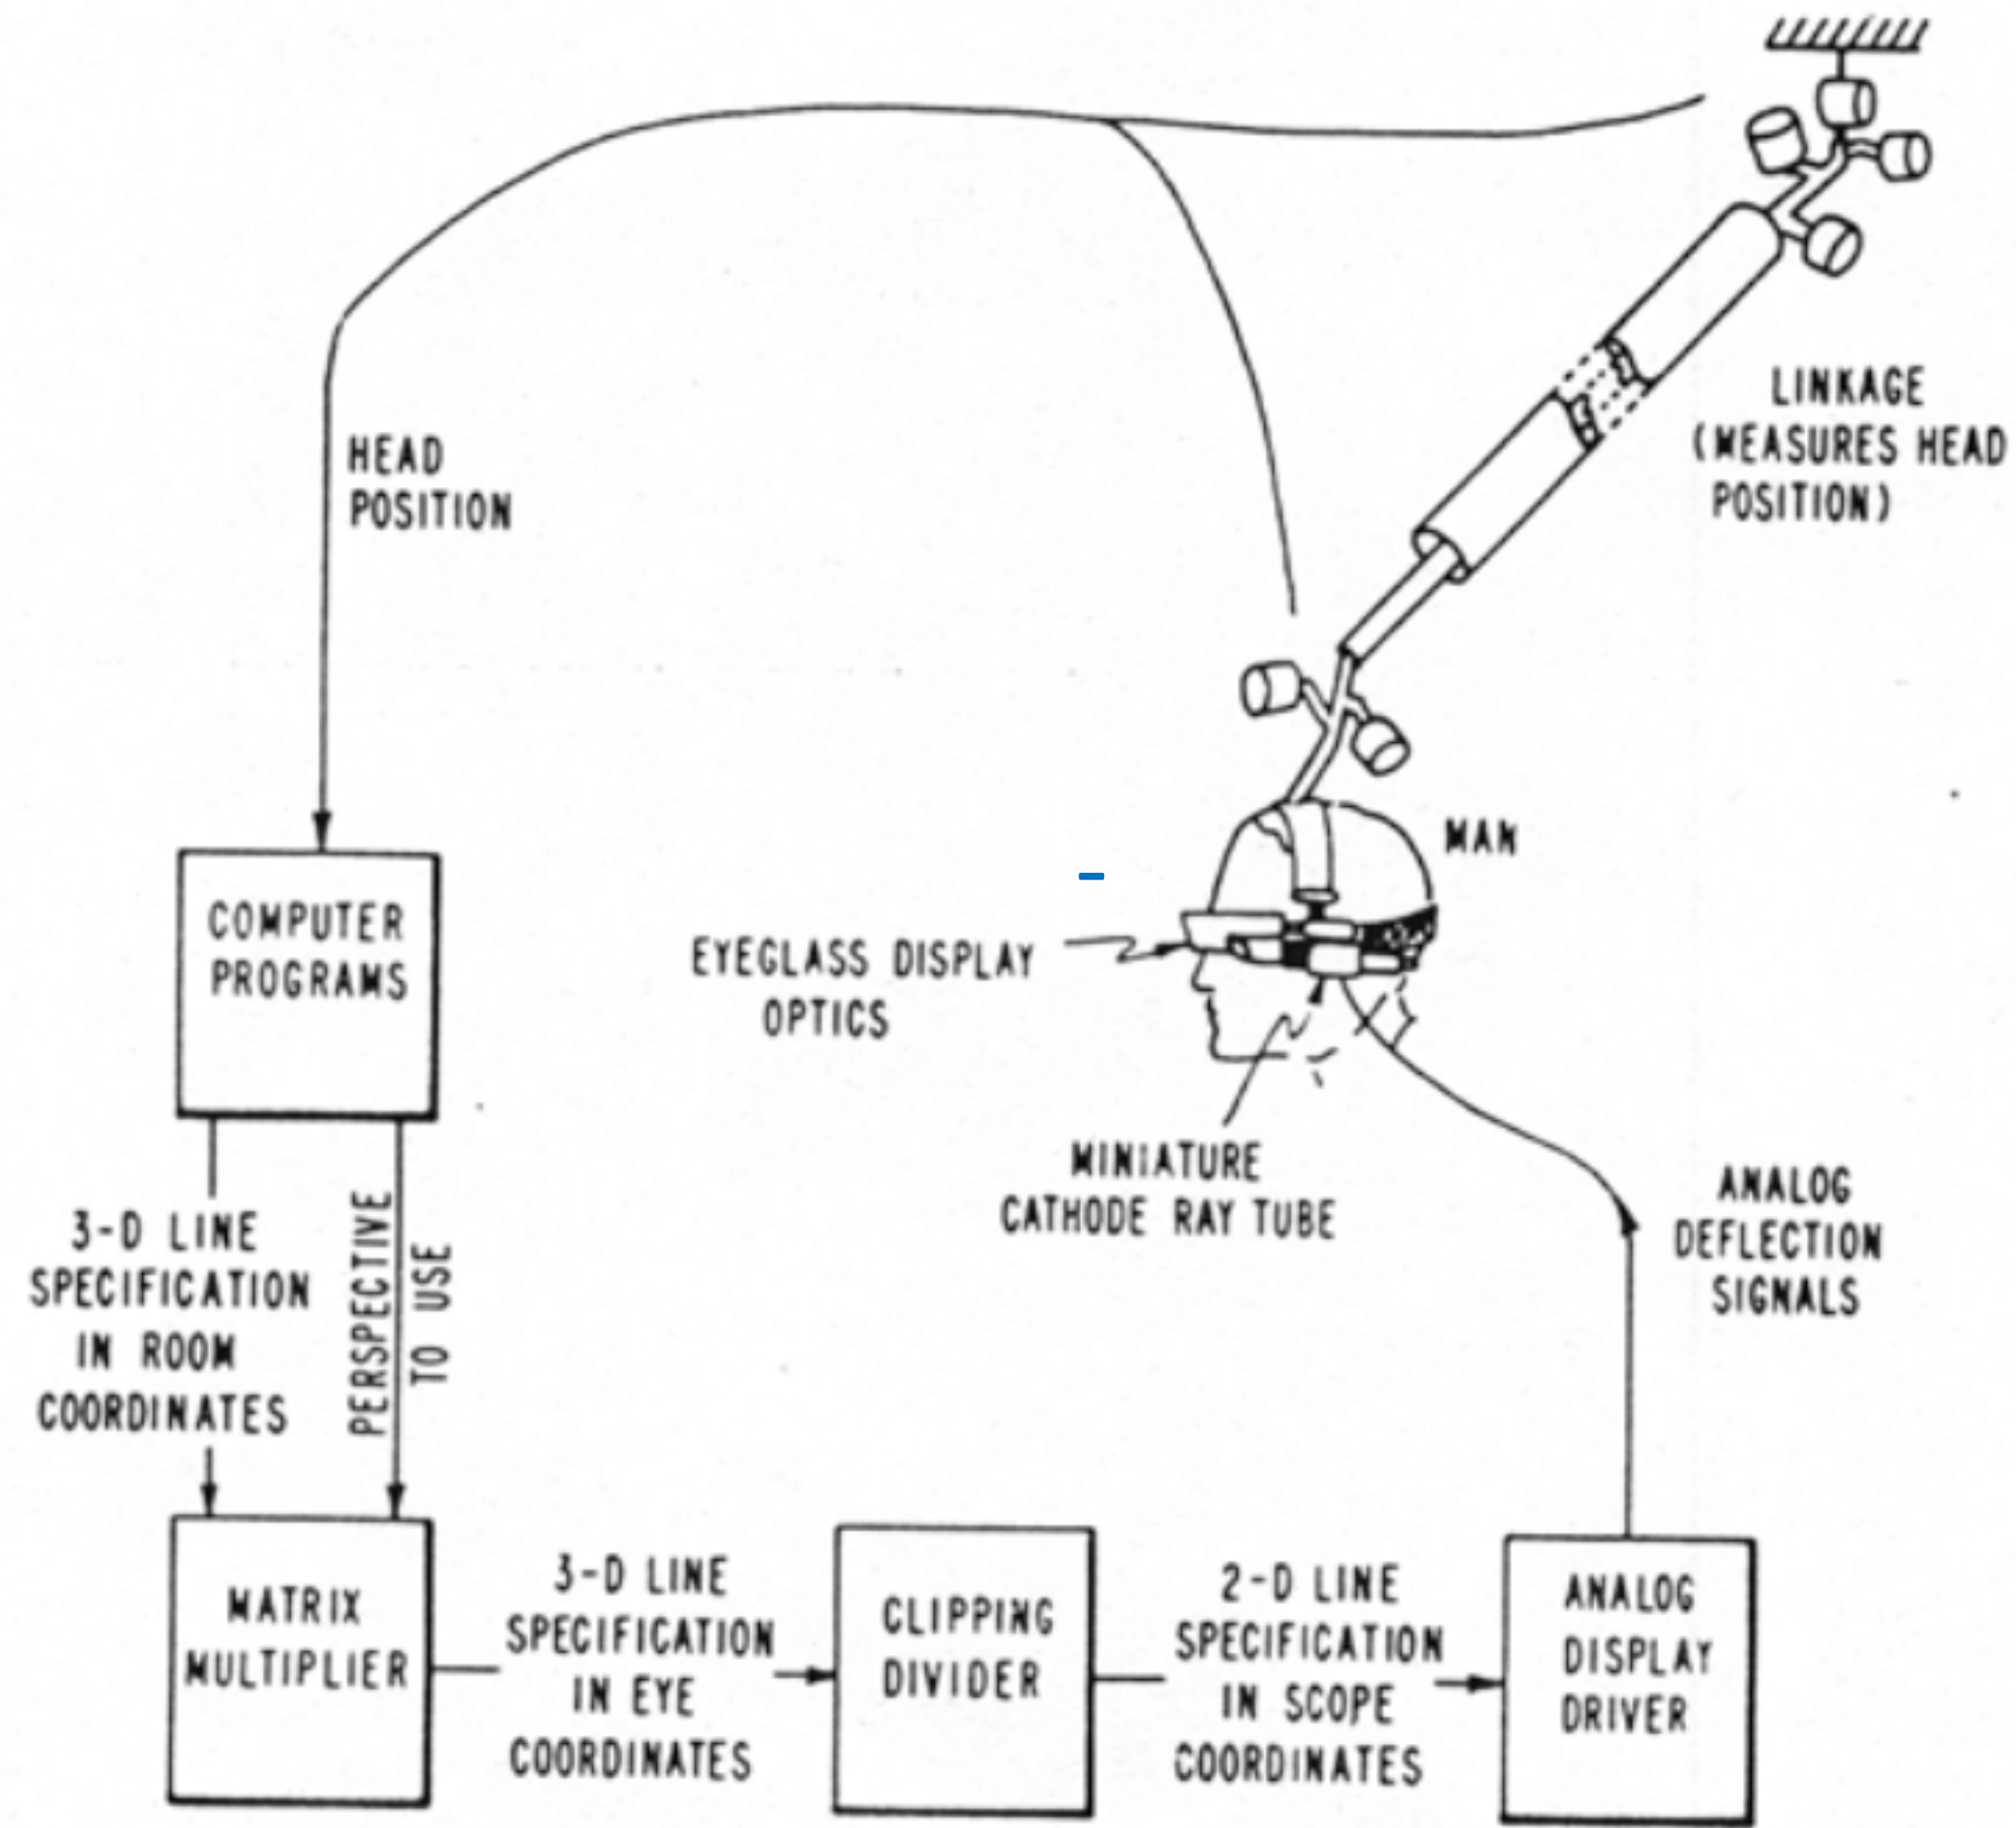 LINKAGE
(MEASURES HEAD
POSITION)
HEAD
POSITION
MAN
COMPUTER
PROGRAMS
EYEGLASS DISPLAY
OPTICS
MINIATURE
CATHODE RAY TUBE
ANALOG
DEFLECTION
SIGNALS
3-D LINE
SPECIFICATION
IN ROOM
COORDINATES
PERSPECTIVE
TO USE
MATRIX
MULTIPLIER
3-D LINE
SPECIFICATION
IN EYE
COORDINATES
CLIPPING
DIVIDER
2-D LINE
SPECIFICATION
IN SCOPE
COORDINATES
ANALOG
DISPLAY
DRIVER